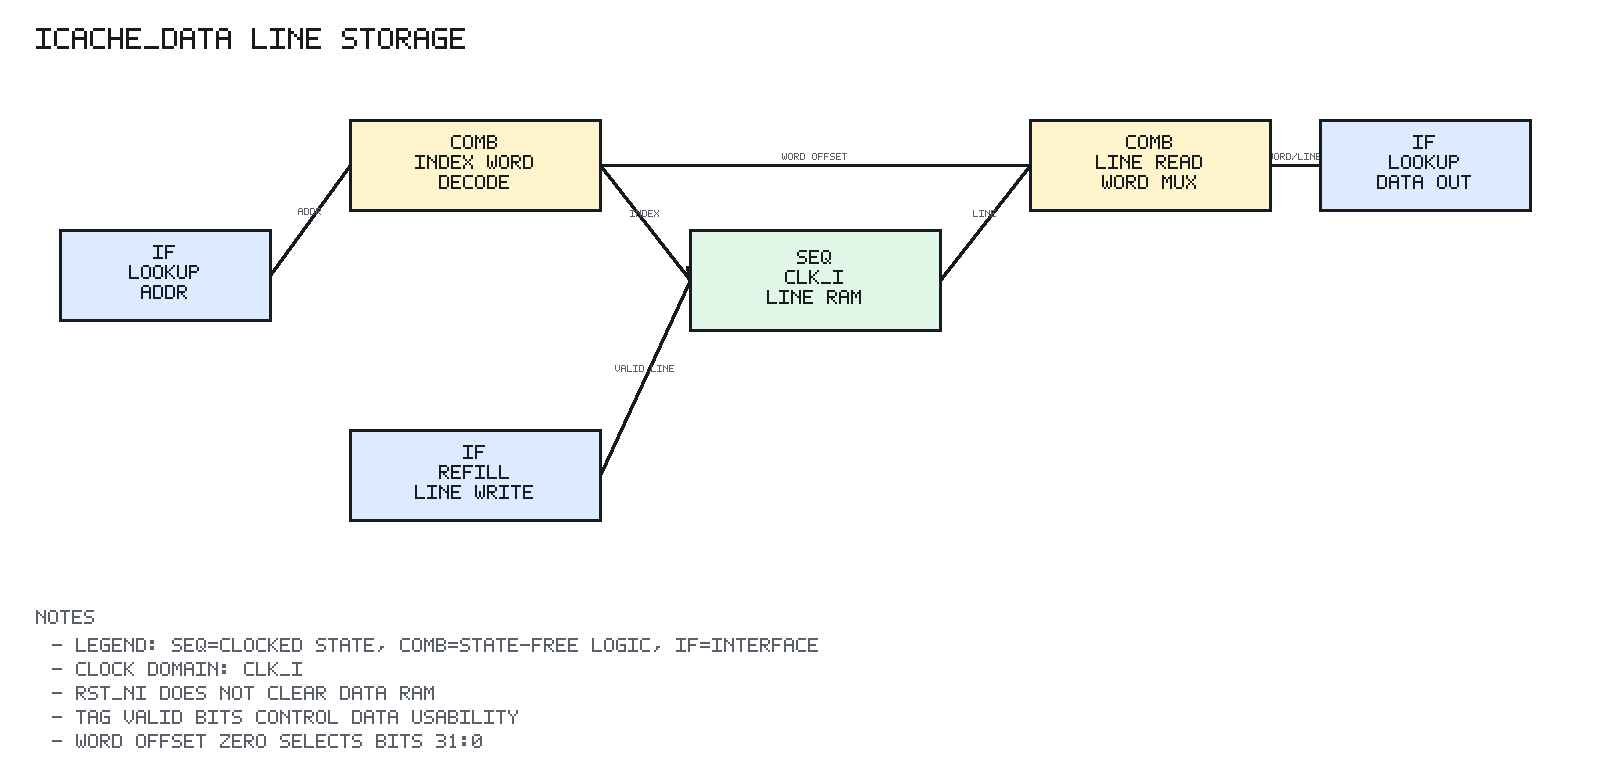 ICACHE_DATA LINE STORAGE
COMB
INDEX WORD
DECODE
WORD OFFSET
COMB
LINE READ
WORD MUX
WORD/LINE
IF
LOOKUP
DATA OUT
ADDR
INDEX
LINE
IF
LOOKUP
ADDR
SEQ
CLK_I
LINE RAM
VALID/LINE
IF
REFILL
LINE WRITE
NOTES
- LEGEND: SEQ=CLOCKED STATE, COMB=STATE-FREE LOGIC, IF=INTERFACE
- CLOCK DOMAIN: CLK_I
- RST_NI DOES NOT CLEAR DATA RAM
- TAG VALID BITS CONTROL DATA USABILITY
- WORD OFFSET ZERO SELECTS BITS 31:0